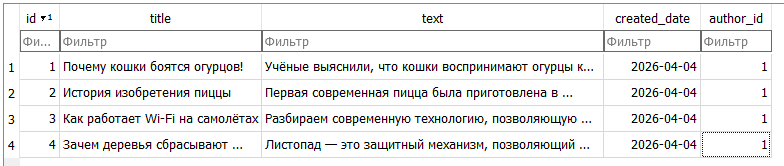 id 1 title text created_date author_id
Фи... Фильтр Фильтр Фильтр Фильтр
1 1 Почему кошки боятся огурцов! Учёные выяснили, что кошки воспринимают огурцы к... 2026-04-04 1
2 2 История изобретения пиццы Первая современная пицца была приготовлена в ... 2026-04-04 1
3 3 Как работает Wi-Fi на самолётах Разбираем современную технологию, позволяющую ... 2026-04-04 1
4 4 Зачем деревья сбрасывают ... Листопад — это защитный механизм, позволяющий ... 2026-04-04 1